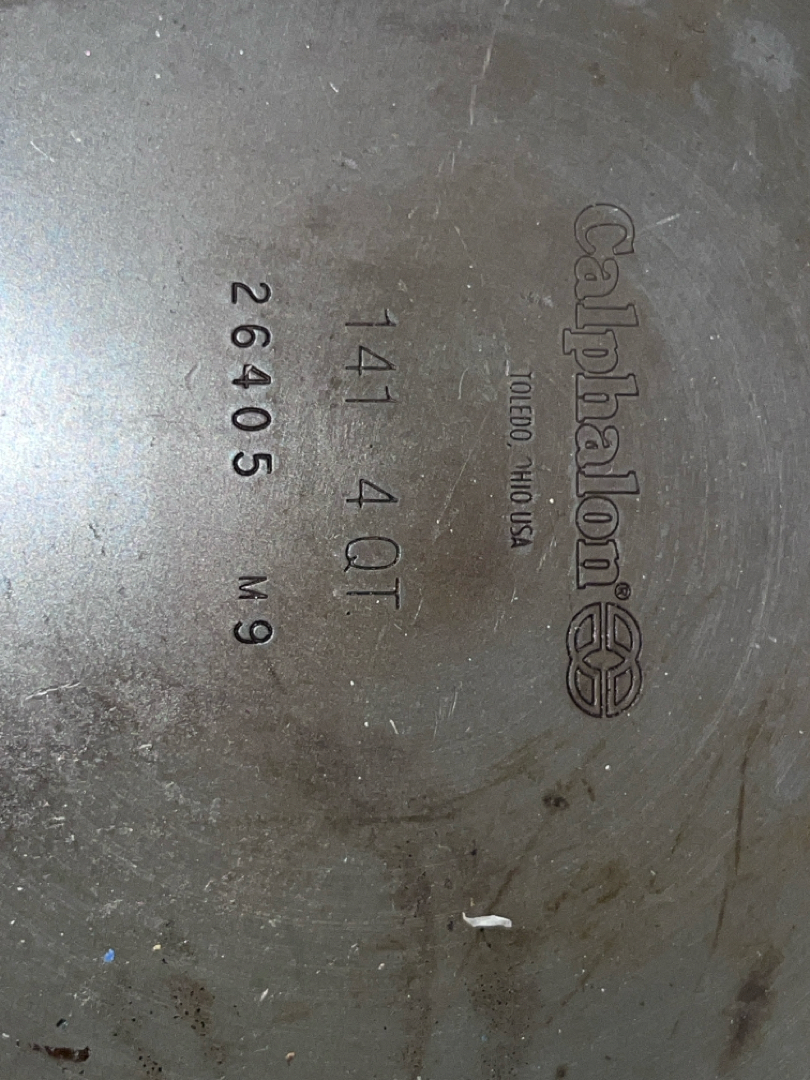 Calphalon®
TOLEDO, OHIO USA
141 4 QT.
26405 M9